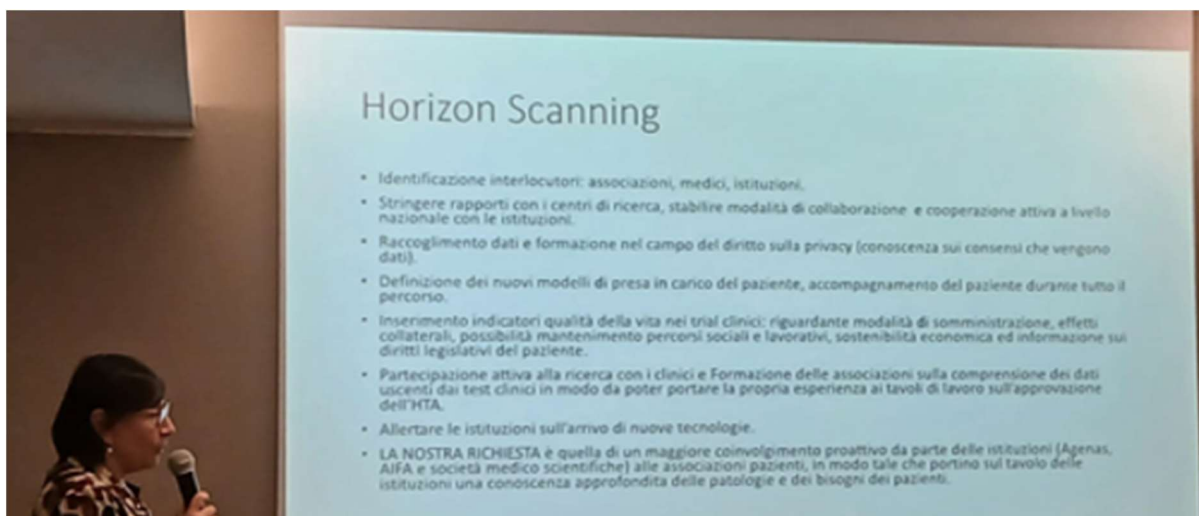 Horizon Scanning
• Identificazione interlocutori: associazioni, medici, istituzioni.
• Stringere rapporti con i centri di ricerca, stabilire modalità di collaborazione e cooperazione attiva a livello
nazionale con le istituzioni.
• Raccoglimento dati e formazione nel campo del diritto sulla privacy (conoscenza sui consensi che vengono
dati).
• Definizione dei nuovi modelli di presa in carico del paziente, accompagnamento del paziente durante tutto il
percorso.
• Inserimento indicatori qualità della vita nei trial clinici: riguardante modalità di somministrazione, effetti
collaterali, possibilità mantenimento percorsi sociali e lavorativi, sostenibilità economica ed informazione sui
diritti legislativi del paziente.
• Partecipazione attiva alla ricerca con i clinici e Formazione delle associazioni sulla comprensione dei dati
uscenti dai test clinici in modo da poter portare la propria esperienza ai tavoli di lavoro sull'approvazione
dell'HTA.
• Allertare le istituzioni sull'arrivo di nuove tecnologie.
• LA NOSTRA RICHIESTA è quella di un maggiore coinvolgimento proattivo da parte delle istituzioni (Agenas,
AIFA e società medico scientifiche) alle associazioni pazienti, in modo tale che portino sul tavolo delle
istituzioni una conoscenza approfondita delle patologie e dei bisogni dei pazienti.